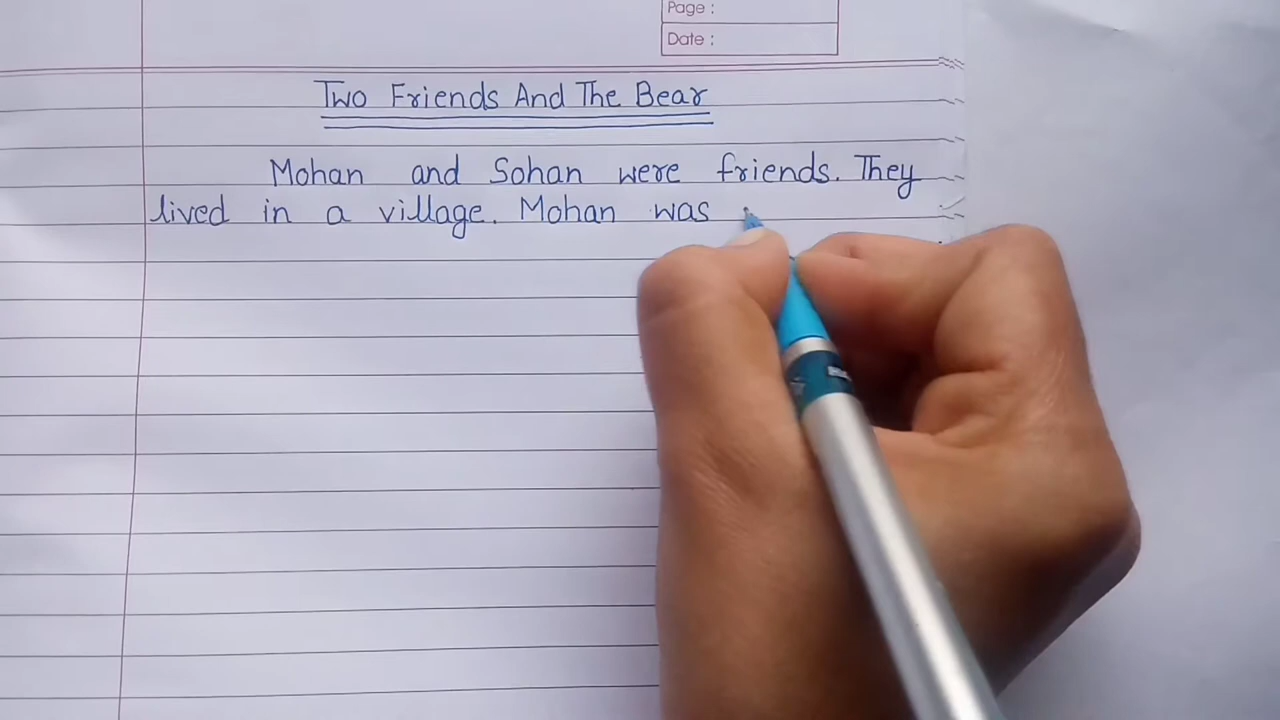 Page :
Date :
Two Friends And The Bear
Mohan and Sohan were friends. They
lived in a village. Mohan was